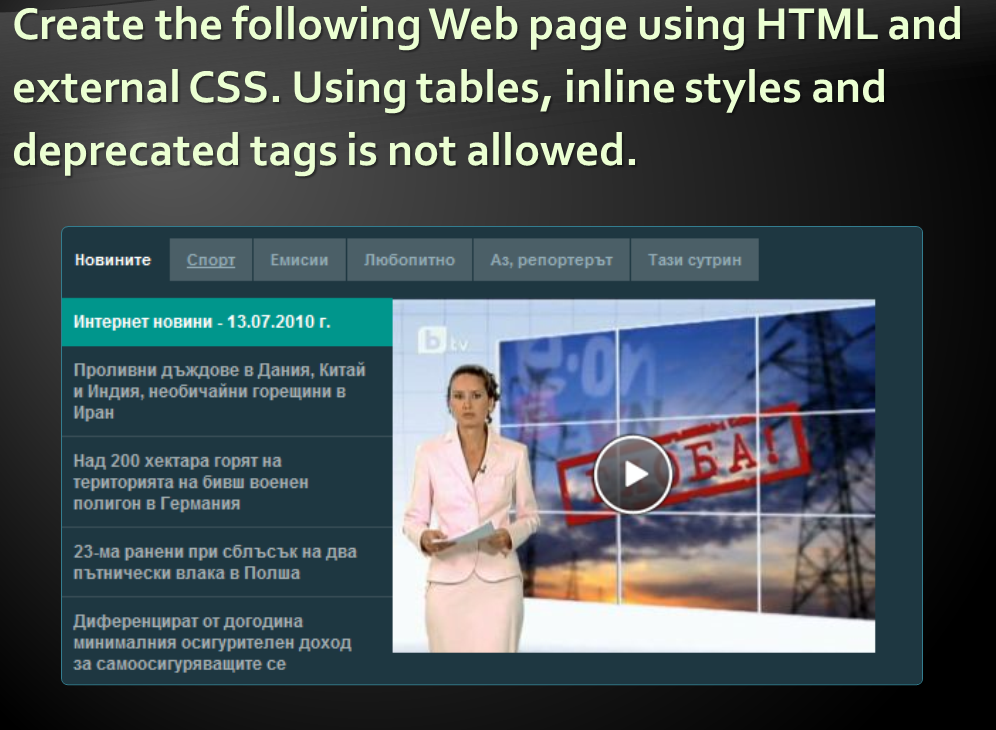 Create the following Web page using HTML and
external CSS. Using tables, inline styles and
deprecated tags is not allowed.
Новините Спорт Емисии Любопитно Аз, репортерът Тази сутрин
Интернет новини - 13.07.2010 г.
Проливни дъждове в Дания, Китай
и Индия, необичайни горещини в
Иран
Над 200 хектара горят на
територията на бивш военен
полигон в Германия
23-ма ранени при сблъсък на два
пътнически влака в Полша
Диференцират от догодина
минималния осигурителен доход
за самоосигуряващите се
btv
e·on